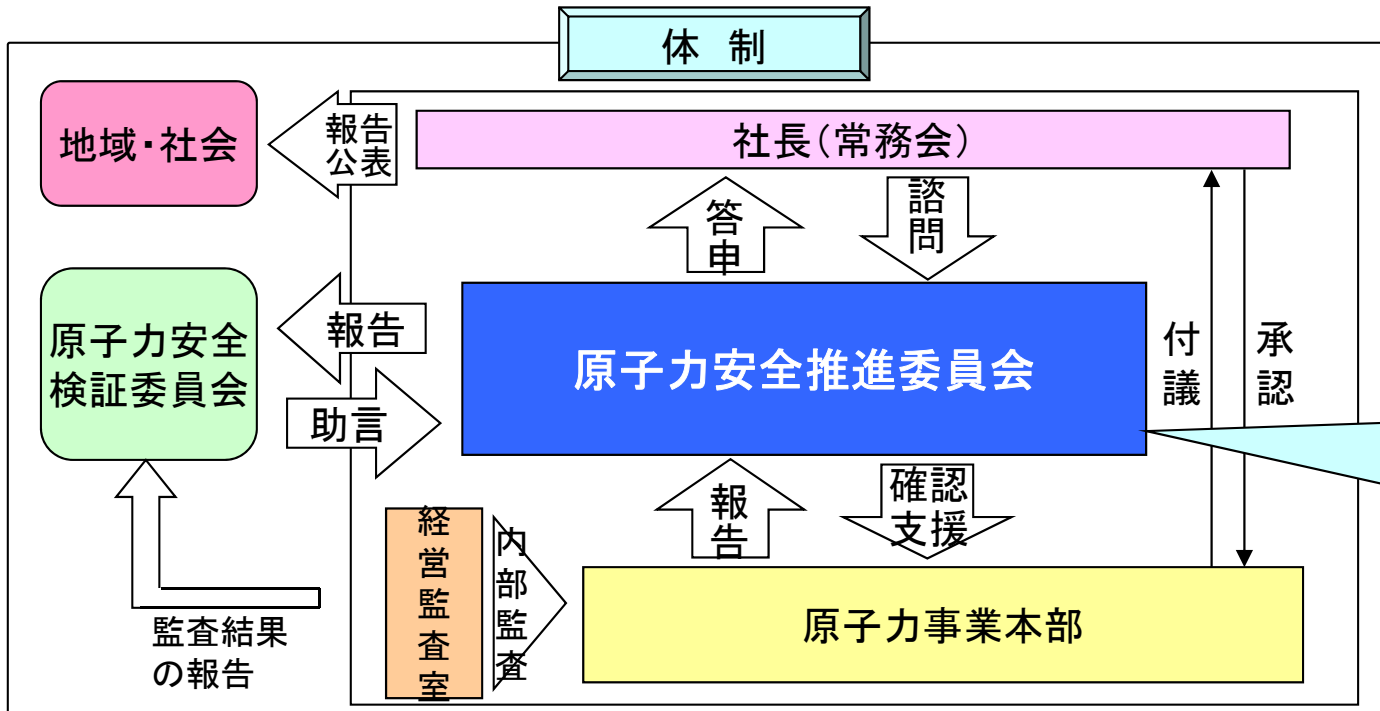 体 制
地域・社会
報告
公表
社長(常務会)
答申
諮問
原子力安全
検証委員会
報告
助言
原子力安全推進委員会
付議
承認
報告
確認
支援
経営監査室
内部監査
原子力事業本部
監査結果
の報告